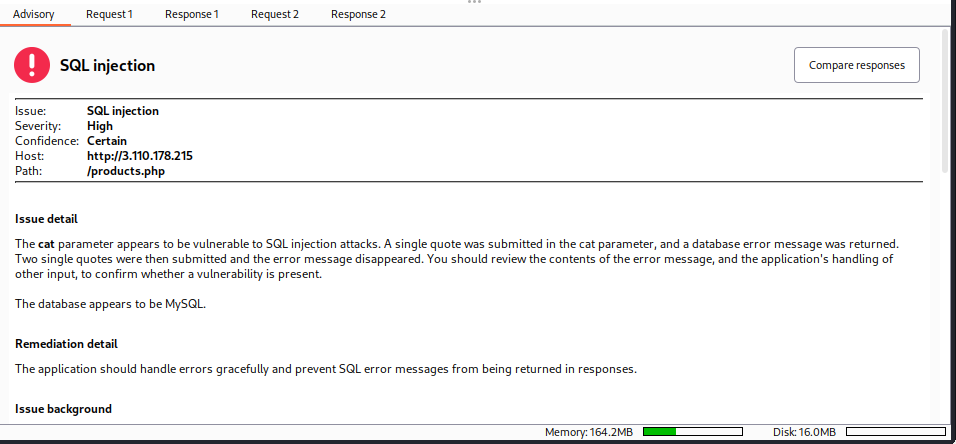 Advisory Request 1 Response 1 Request 2 Response 2
SQL injection
Compare responses
Issue: SQL injection
Severity: High
Confidence: Certain
Host: http://3.110.178.215
Path: /products.php
Issue detail
The cat parameter appears to be vulnerable to SQL injection attacks. A single quote was submitted in the cat parameter, and a database error message was returned.
Two single quotes were then submitted and the error message disappeared. You should review the contents of the error message, and the application's handling of
other input, to confirm whether a vulnerability is present.
The database appears to be MySQL.
Remediation detail
The application should handle errors gracefully and prevent SQL error messages from being returned in responses.
Issue background
Memory: 164.2MB Disk: 16.0MB